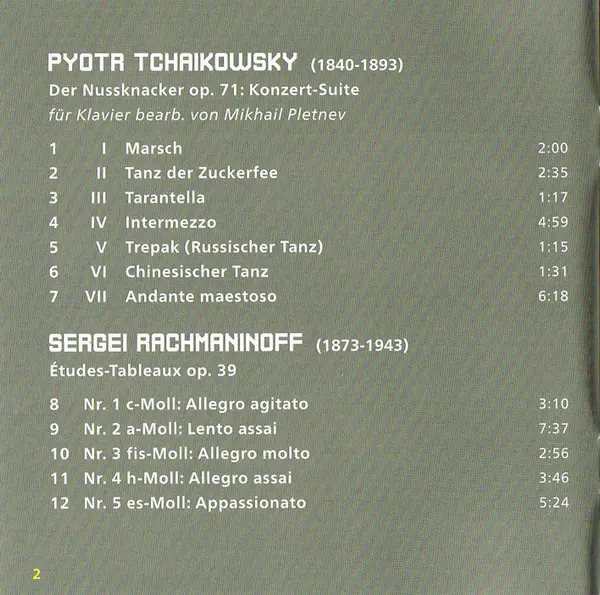 PYOTR TCHAIKOWSKY (1840-1893)
Der Nussknacker op. 71: Konzert-Suite
für Klavier bearb. von Mikhail Pletnev
1 I Marsch 2:00
2 II Tanz der Zuckerfee 2:35
3 III Tarantella 1:17
4 IV Intermezzo 4:59
5 V Trepak (Russischer Tanz) 1:15
6 VI Chinesischer Tanz 1:31
7 VII Andante maestoso 6:18
SERGEI RACHMANINOFF (1873-1943)
Études-Tableaux op. 39
8 Nr. 1 c-Moll: Allegro agitato 3:10
9 Nr. 2 a-Moll: Lento assai 7:37
10 Nr. 3 fis-Moll: Allegro molto 2:56
11 Nr. 4 h-Moll: Allegro assai 3:46
12 Nr. 5 es-Moll: Appassionato 5:24
2